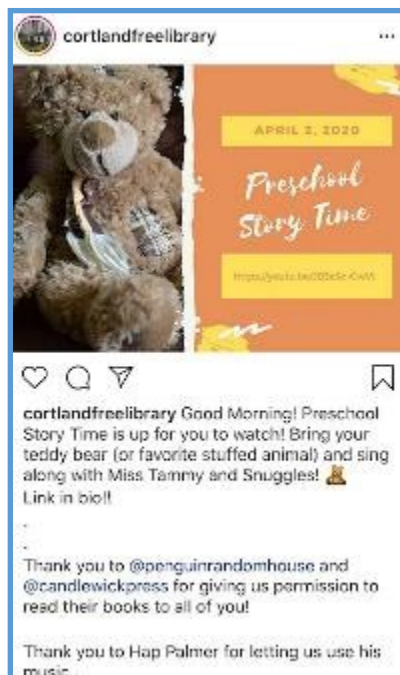 cortlandfreelibrary
APRIL 2, 2020
Preschool
Story Time
cortlandfreelibrary Good Morning! Preschool
Story Time is up for you to watch! Bring your
teddy bear (or favorite stuffed animal) and sing
along with Miss Tammy and Snuggles! 🧸
Link in bio!!
.
.
Thank you to @penguinrandomhouse and
@candlewickpress for giving us permission to
read their books to all of you!
Thank you to Hap Palmer for letting us use his
music